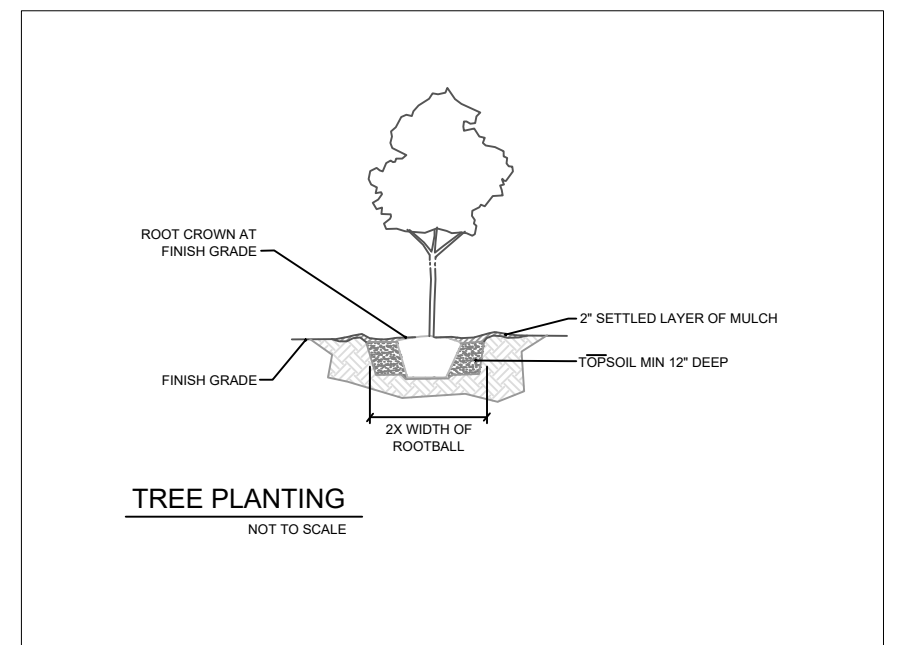 ROOT CROWN AT
FINISH GRADE
2" SETTLED LAYER OF MULCH
TOPSOIL MIN 12" DEEP
FINISH GRADE
2X WIDTH OF
ROOTBALL
TREE PLANTING
NOT TO SCALE